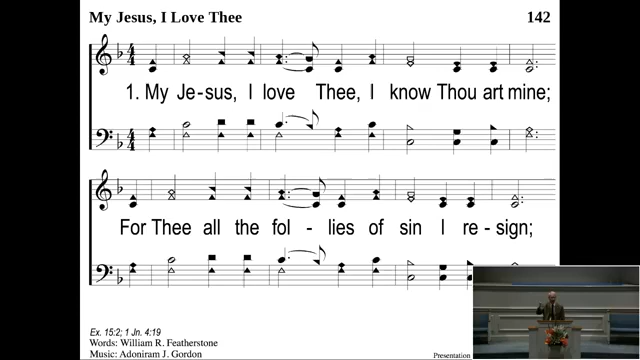 My Jesus, I Love Thee 142
1. My Je-sus, I love Thee, I know Thou art mine;
For Thee all the fol - lies of sin I re - sign;
Ex. 15:2; 1 Jn. 4:19
Words: William R. Featherstone
Music: Adoniram J. Gordon
Presentation